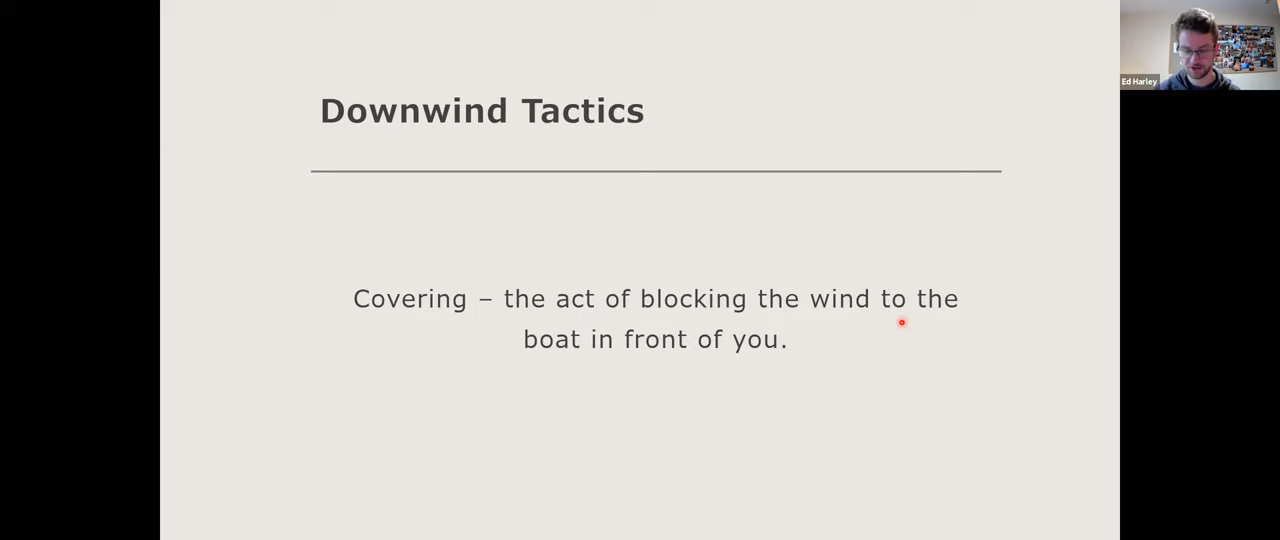 Downwind Tactics
Covering – the act of blocking the wind to the
boat in front of you.
Ed Harley